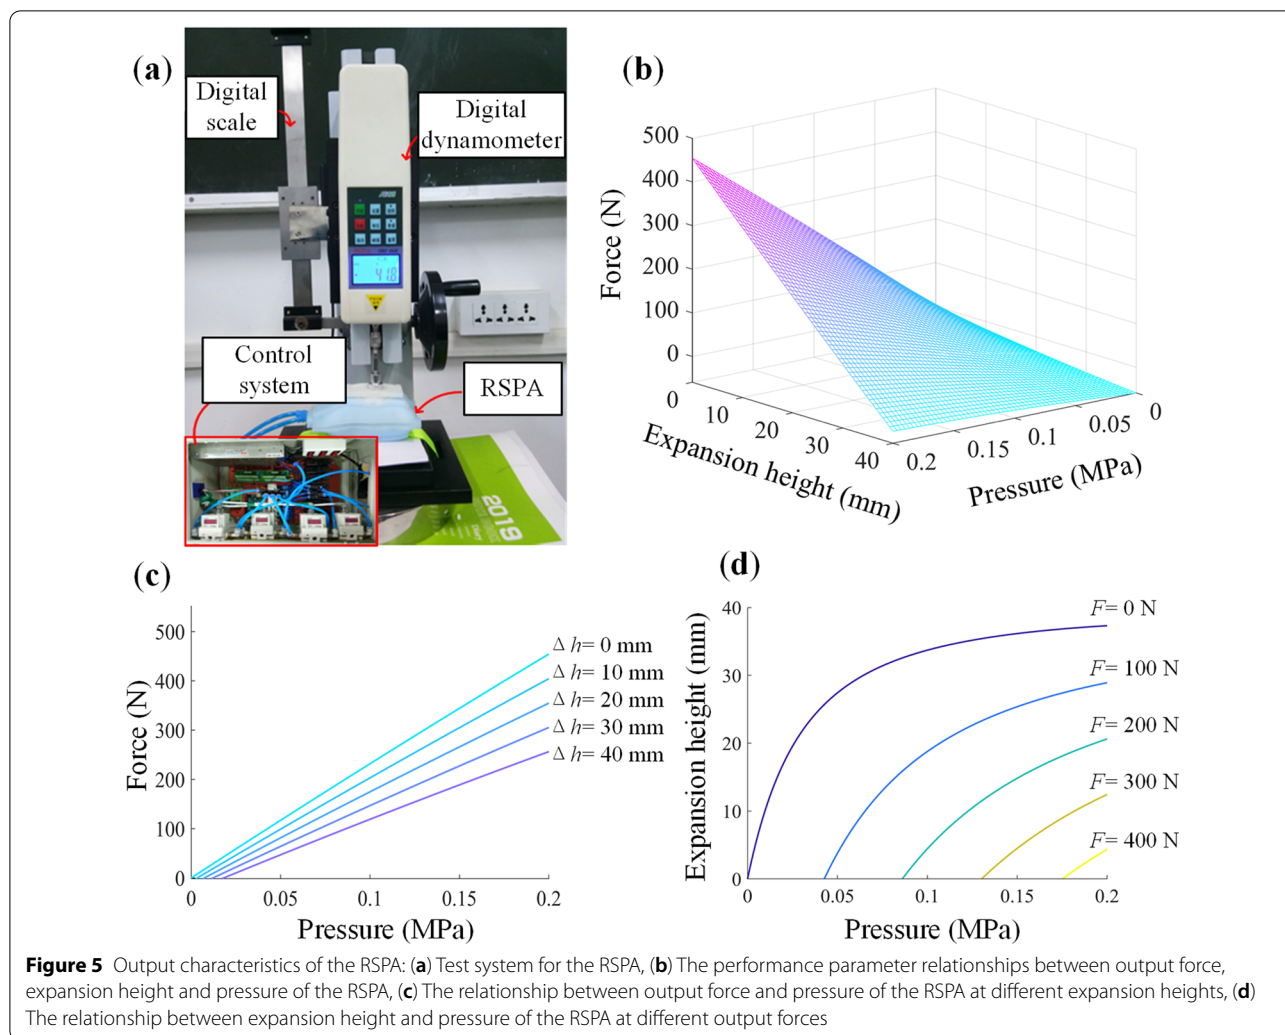 (a)
Digital
scale
Digital
dynamometer
41.8
Control
system
RSPA
2019
(b)
Force (N)
500
400
300
200
100
0
0
10
20
30
40
Expansion height (mm)
0.2
0.15
0.1
0.05
0
Pressure (MPa)
(c)
Force (N)
500
400
300
200
100
0
0
0.05
0.1
0.15
0.2
Pressure (MPa)
Δ h= 0 mm
Δ h= 10 mm
Δ h= 20 mm
Δ h= 30 mm
Δ h= 40 mm
(d)
Expansion height (mm)
40
30
20
10
0
0
0.05
0.1
0.15
0.2
Pressure (MPa)
F= 0 N
F= 100 N
F= 200 N
F= 300 N
F= 400 N
Figure 5 Output characteristics of the RSPA: (a) Test system for the RSPA, (b) The performance parameter relationships between output force,
expansion height and pressure of the RSPA, (c) The relationship between output force and pressure of the RSPA at different expansion heights, (d)
The relationship between expansion height and pressure of the RSPA at different output forces